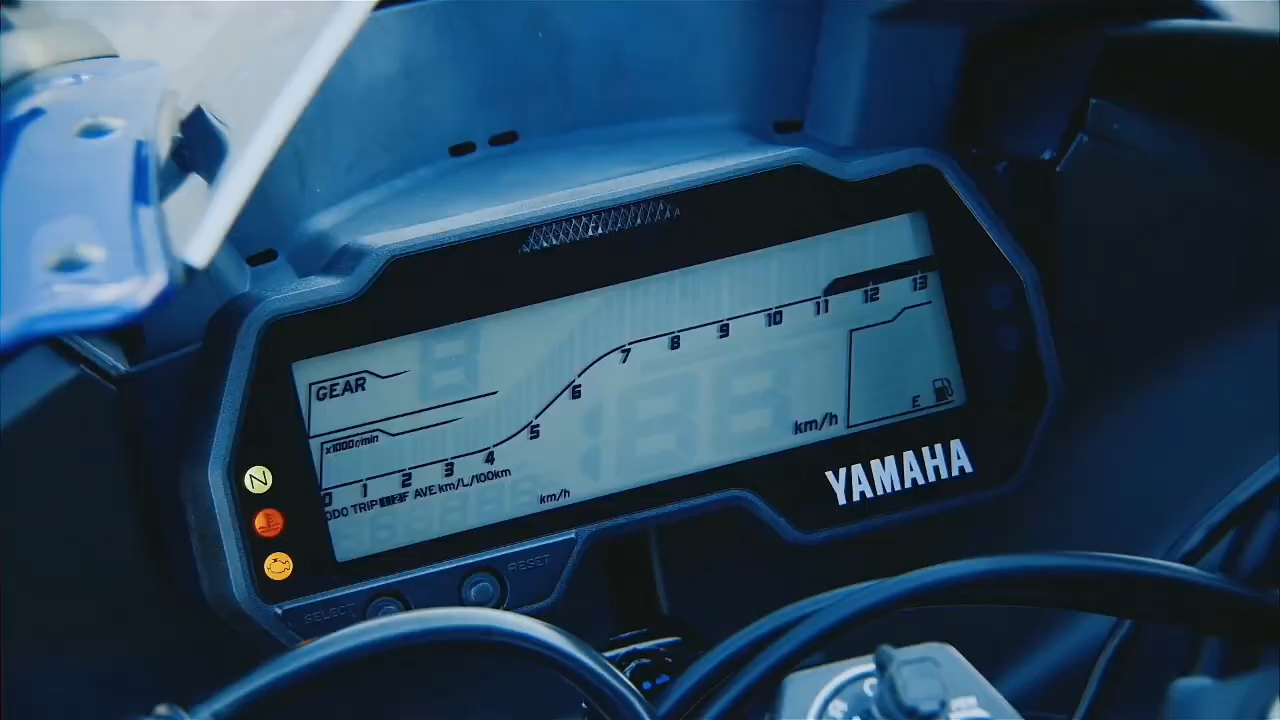 GEAR
x1000r/min
0 1 2 3 4 5 6 7 8 9 10 11 12 13
ODO TRIP 12F AVE km/L/100km
km/h
km/h
E
N
YAMAHA
SELECT
RESET